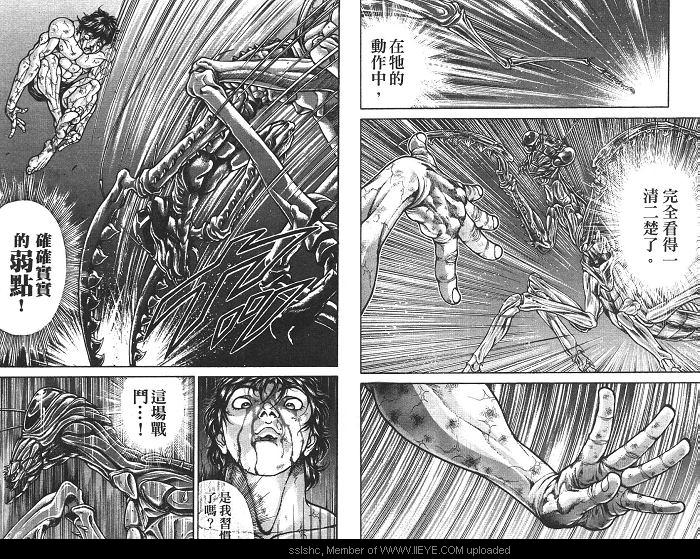 在牠的
動作中，
完全看得一
清二楚了。
確確實實
的弱點！
這場戰
鬥…！
是我習慣
了嗎？
sslshc, Member of WWW.IIEYE.COM uploaded